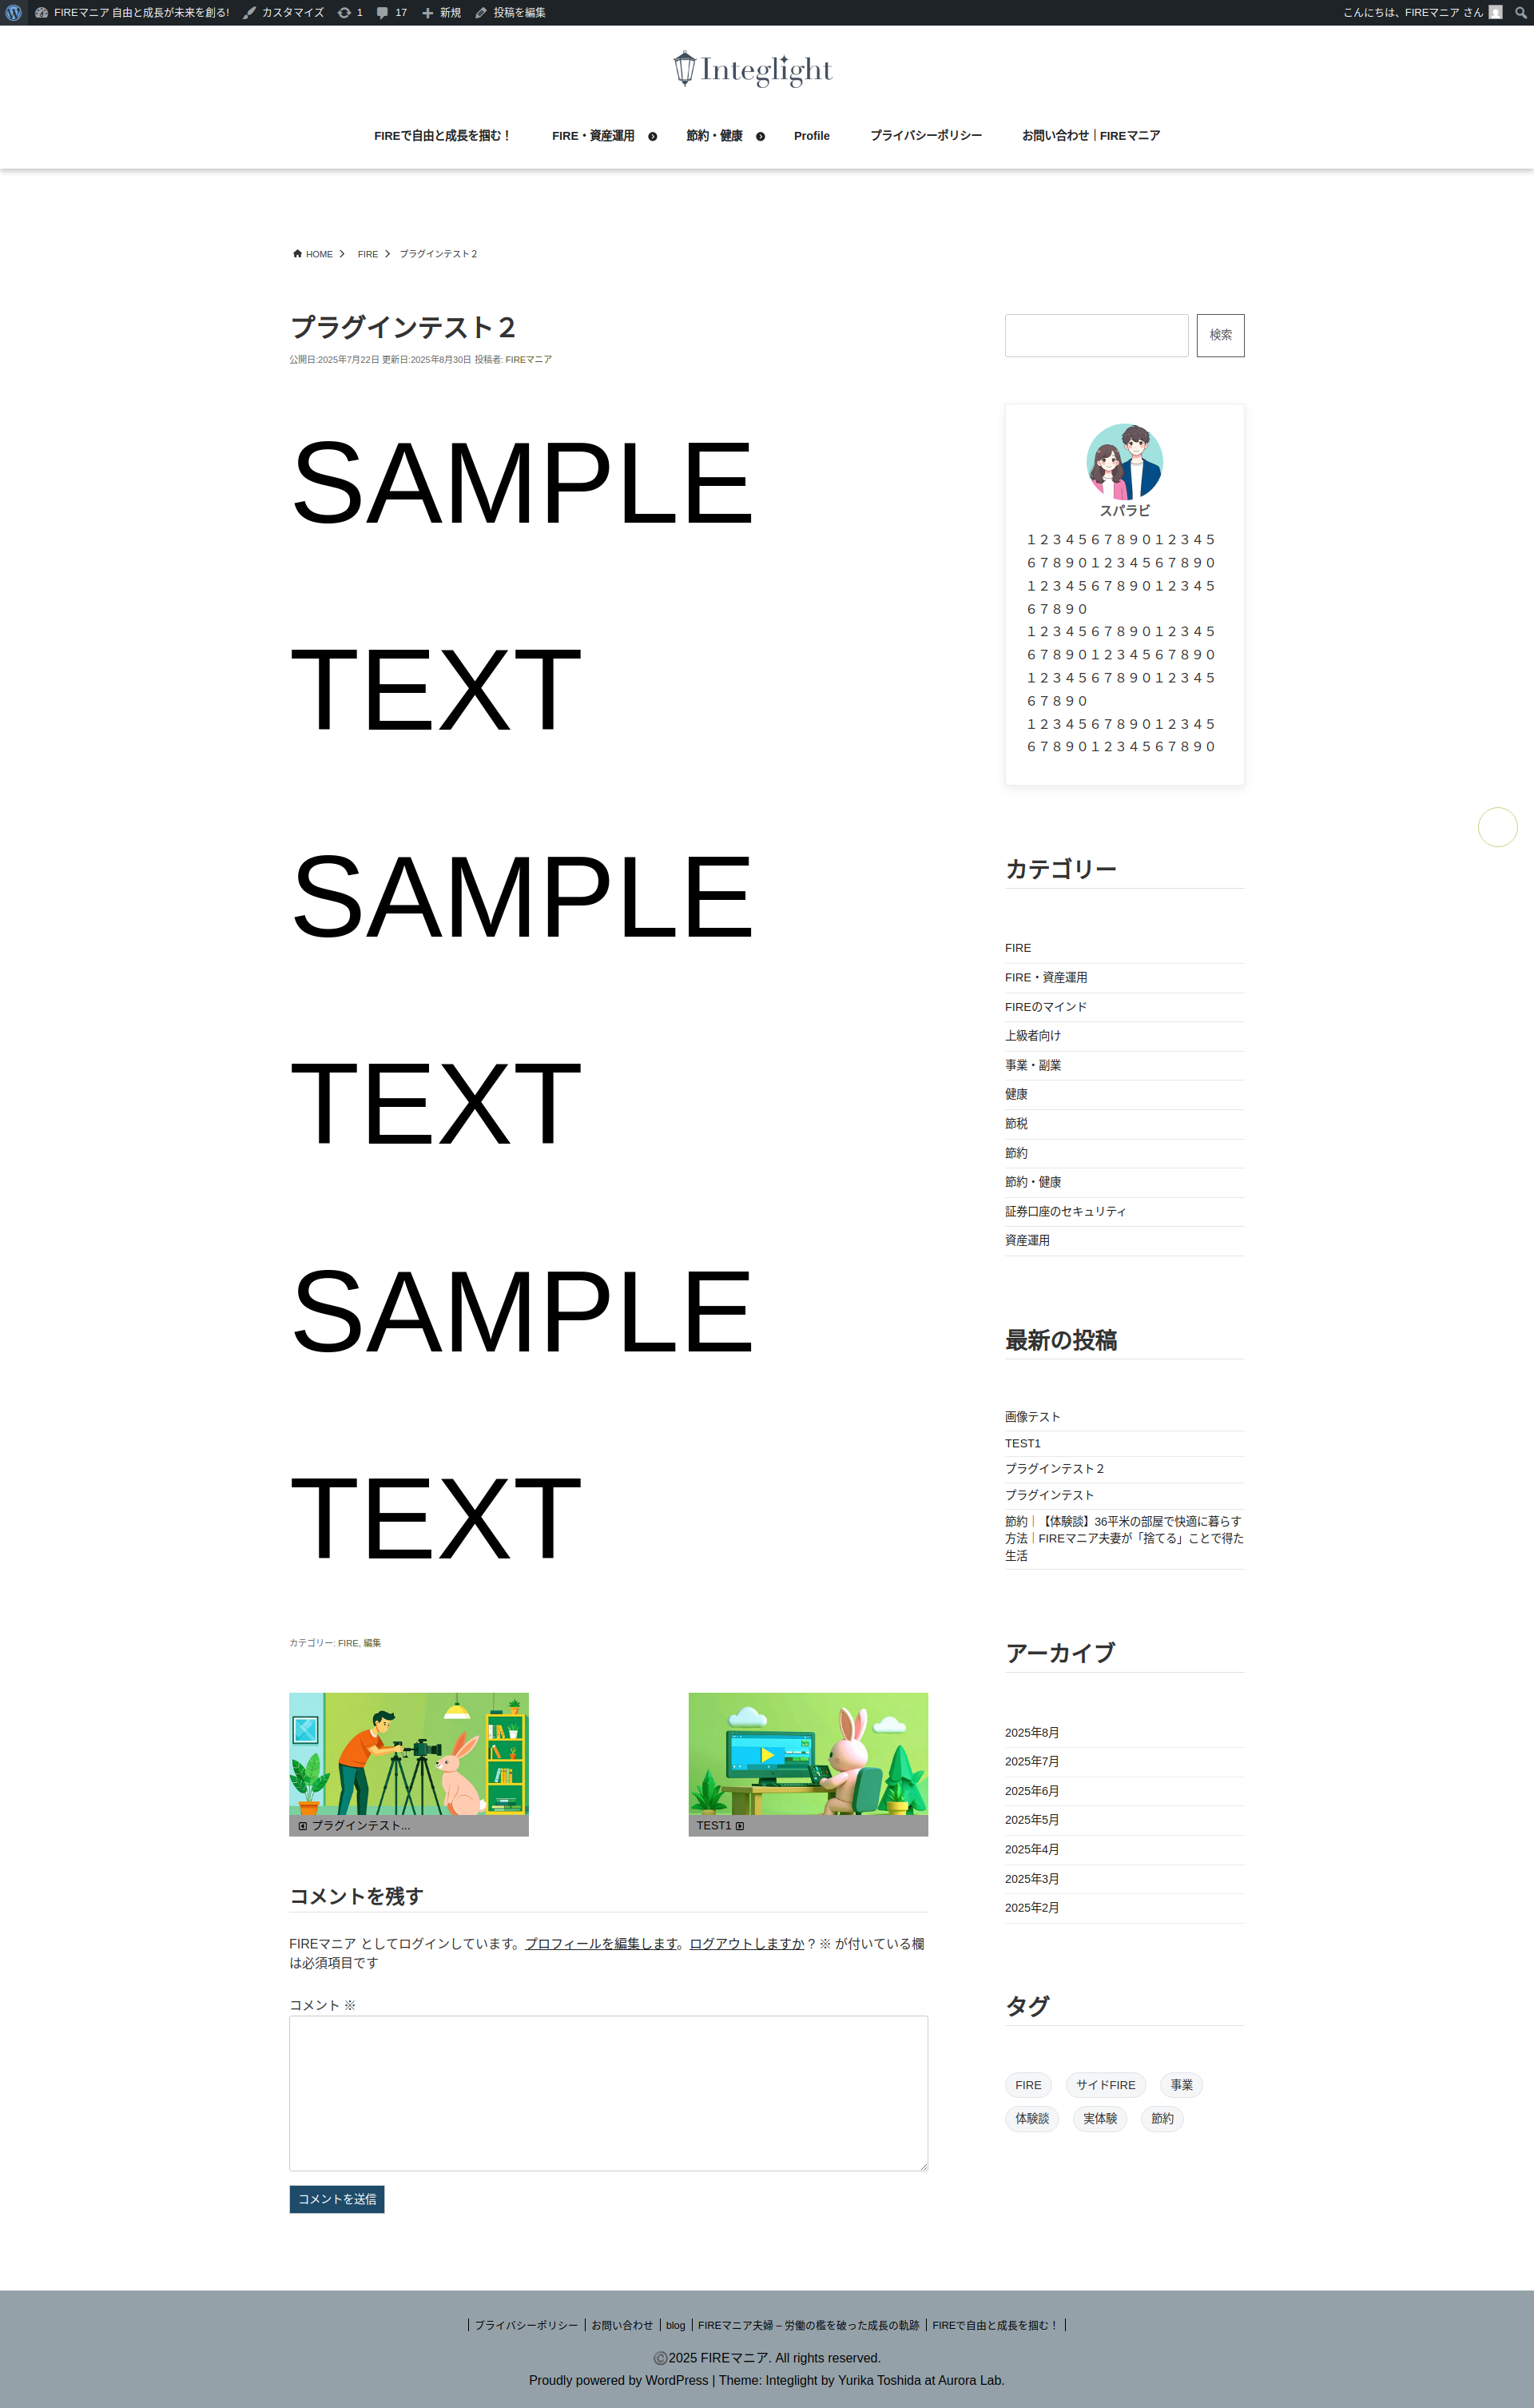 FIREマニア 自由と成長が未来を創る!
カスタマイズ
1
17
新規
投稿を編集
こんにちは、FIREマニア さん
Integlight
FIREで自由と成長を掴む！
FIRE・資産運用
節約・健康
Profile
プライバシーポリシー
お問い合わせ｜FIREマニア
HOME
FIRE
プラグインテスト２
プラグインテスト２
公開日:2025年7月22日 更新日:2025年8月30日 投稿者: FIREマニア
SAMPLE
TEXT
SAMPLE
TEXT
SAMPLE
TEXT
カテゴリー: FIRE, 編集
プラグインテスト...
TEST1
コメントを残す
FIREマニア としてログインしています。プロフィールを編集します。ログアウトしますか ? ※ が付いている欄
は必須項目です
コメント ※
コメントを送信
検索
スパラビ
１２３４５６７８９０１２３４５
６７８９０１２３４５６７８９０
１２３４５６７８９０１２３４５
６７８９０
１２３４５６７８９０１２３４５
６７８９０１２３４５６７８９０
１２３４５６７８９０１２３４５
６７８９０
１２３４５６７８９０１２３４５
６７８９０１２３４５６７８９０
カテゴリー
FIRE
FIRE・資産運用
FIREのマインド
上級者向け
事業・副業
健康
節税
節約
節約・健康
証券口座のセキュリティ
資産運用
最新の投稿
画像テスト
TEST1
プラグインテスト２
プラグインテスト
節約｜【体験談】36平米の部屋で快適に暮らす
方法｜FIREマニア夫妻が「捨てる」ことで得た
生活
アーカイブ
2025年8月
2025年7月
2025年6月
2025年5月
2025年4月
2025年3月
2025年2月
タグ
FIRE
サイドFIRE
事業
体験談
実体験
節約
プライバシーポリシー
お問い合わせ
blog
FIREマニア夫婦 – 労働の檻を破った成長の軌跡
FIREで自由と成長を掴む！
©2025 FIREマニア. All rights reserved.
Proudly powered by WordPress | Theme: Integlight by Yurika Toshida at Aurora Lab.